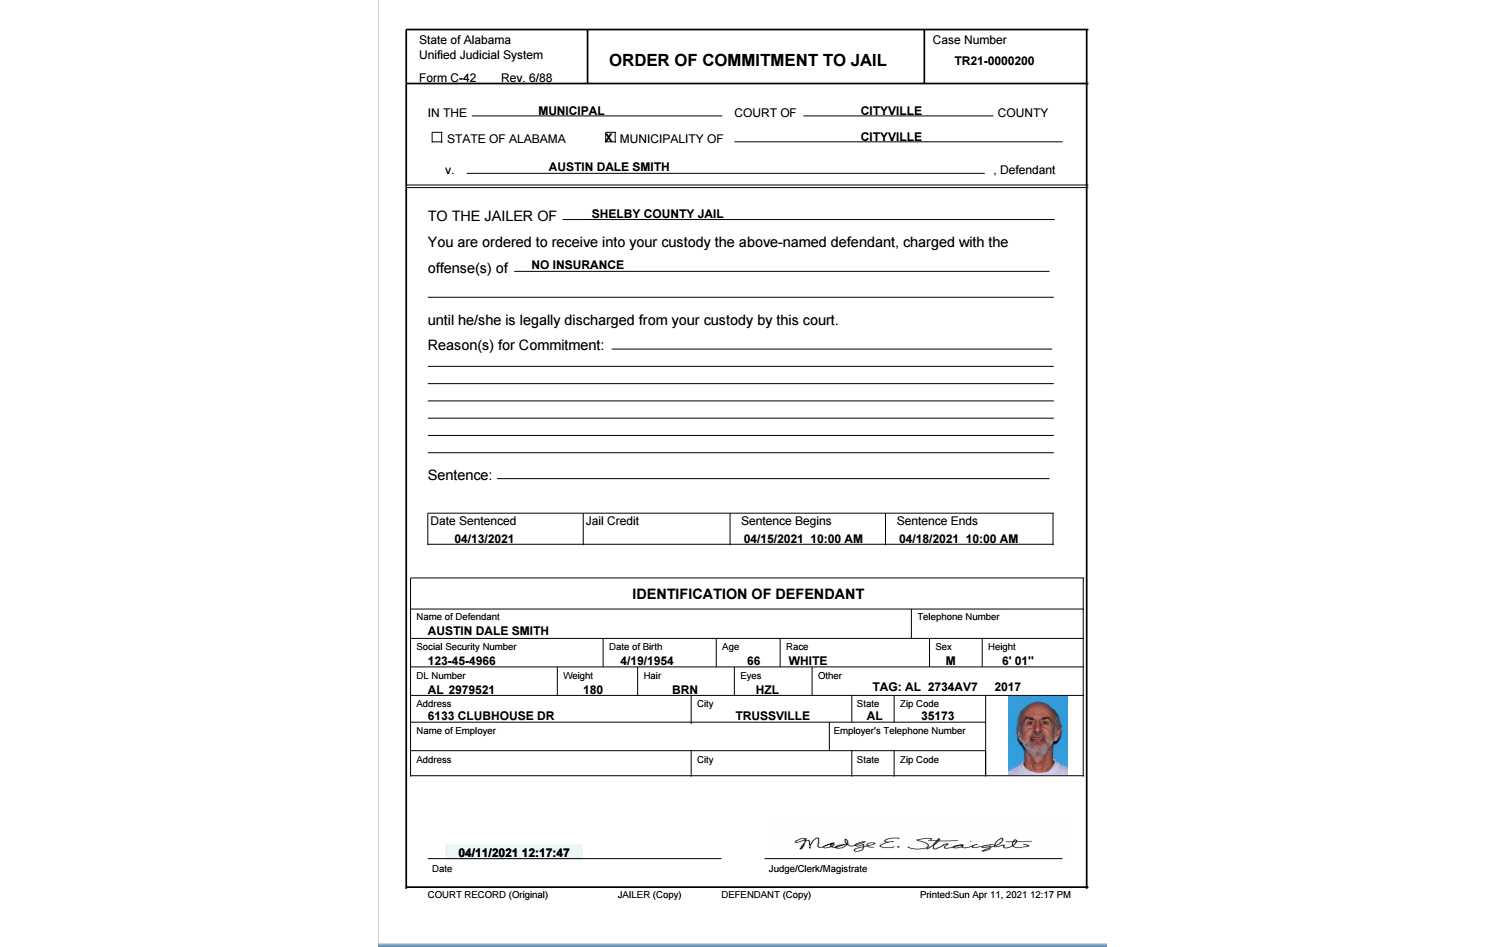 State of Alabama
Unified Judicial System
Form C-42 Rev. 6/88
ORDER OF COMMITMENT TO JAIL
Case Number
TR21-0000200
IN THE MUNICIPAL COURT OF CITYVILLE COUNTY
STATE OF ALABAMA X MUNICIPALITY OF CITYVILLE
v. AUSTIN DALE SMITH , Defendant
TO THE JAILER OF SHELBY COUNTY JAIL
You are ordered to receive into your custody the above-named defendant, charged with the
offense(s) of NO INSURANCE
until he/she is legally discharged from your custody by this court.
Reason(s) for Commitment:
Sentence:
Date Sentenced Jail Credit Sentence Begins Sentence Ends
04/13/2021 04/15/2021 10:00 AM 04/18/2021 10:00 AM
IDENTIFICATION OF DEFENDANT
Name of Defendant Telephone Number
AUSTIN DALE SMITH
Social Security Number Date of Birth Age Race Sex Height
123-45-4966 4/19/1954 66 WHITE M 6' 01"
DL Number Weight Hair Eyes Other
AL 2979521 180 BRN HZL TAG: AL 2734AV7 2017
Address City State Zip Code
6133 CLUBHOUSE DR TRUSSVILLE AL 35173
Name of Employer Employer's Telephone Number
Address City State Zip Code
04/11/2021 12:17:47 Madge E. Straight
Date Judge/Clerk/Magistrate
COURT RECORD (Original) JAILER (Copy) DEFENDANT (Copy) Printed:Sun Apr 11, 2021 12:17 PM